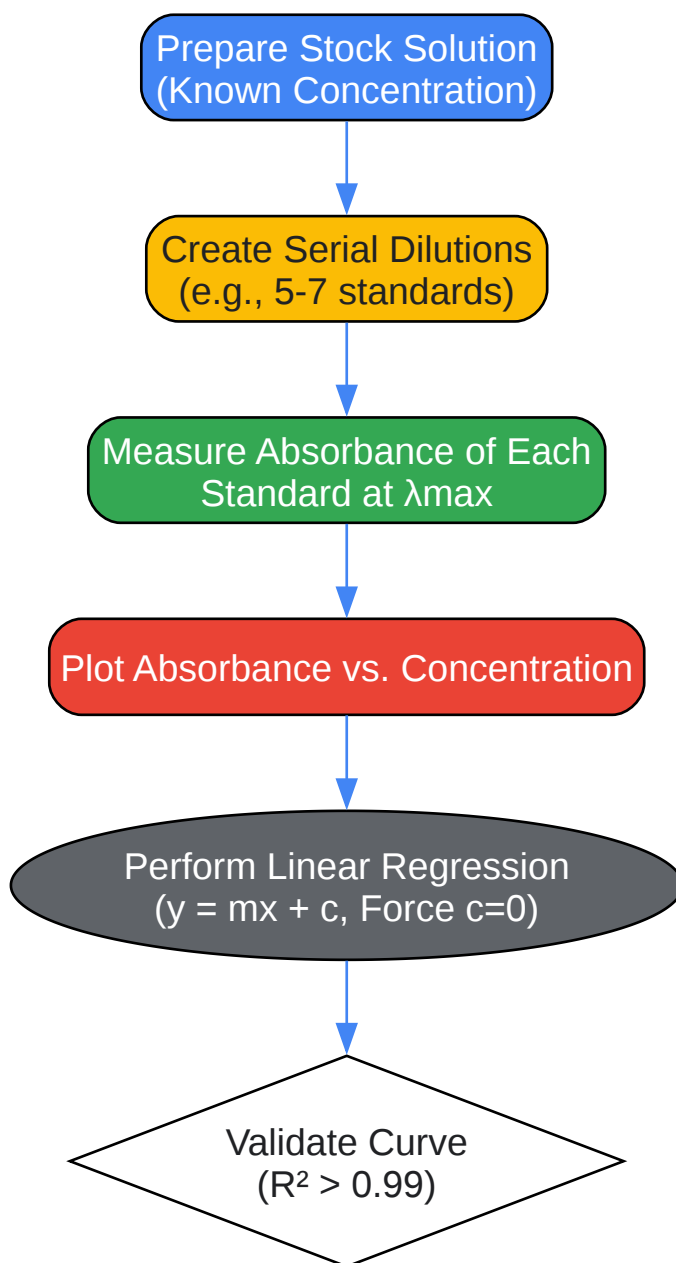 Prepare Stock Solution
(Known Concentration)
Create Serial Dilutions
(e.g., 5-7 standards)
Measure Absorbance of Each
Standard at λmax
Plot Absorbance vs. Concentration
Perform Linear Regression
(y = mx + c, Force c=0)
Validate Curve
(R² > 0.99)